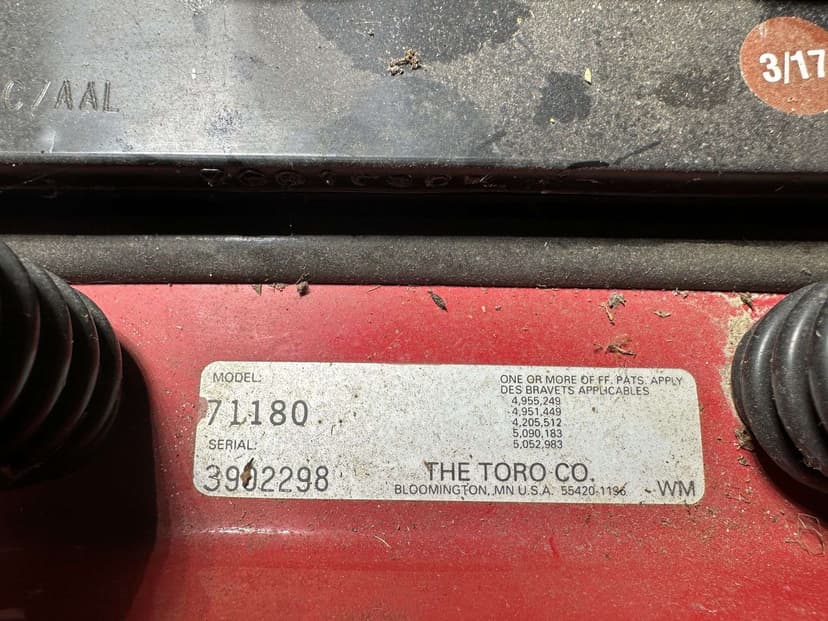 C/AAL
3/17
MODEL:
71180
SERIAL:
3902298
ONE OR MORE OF FF. PATS. APPLY
DES BRAVETS APPLICABLES
4,955,249
4,951,449
4,205,512
5,090,183
5,052,983
THE TORO CO.
BLOOMINGTON, MN U.S.A. 55420-1196
WM